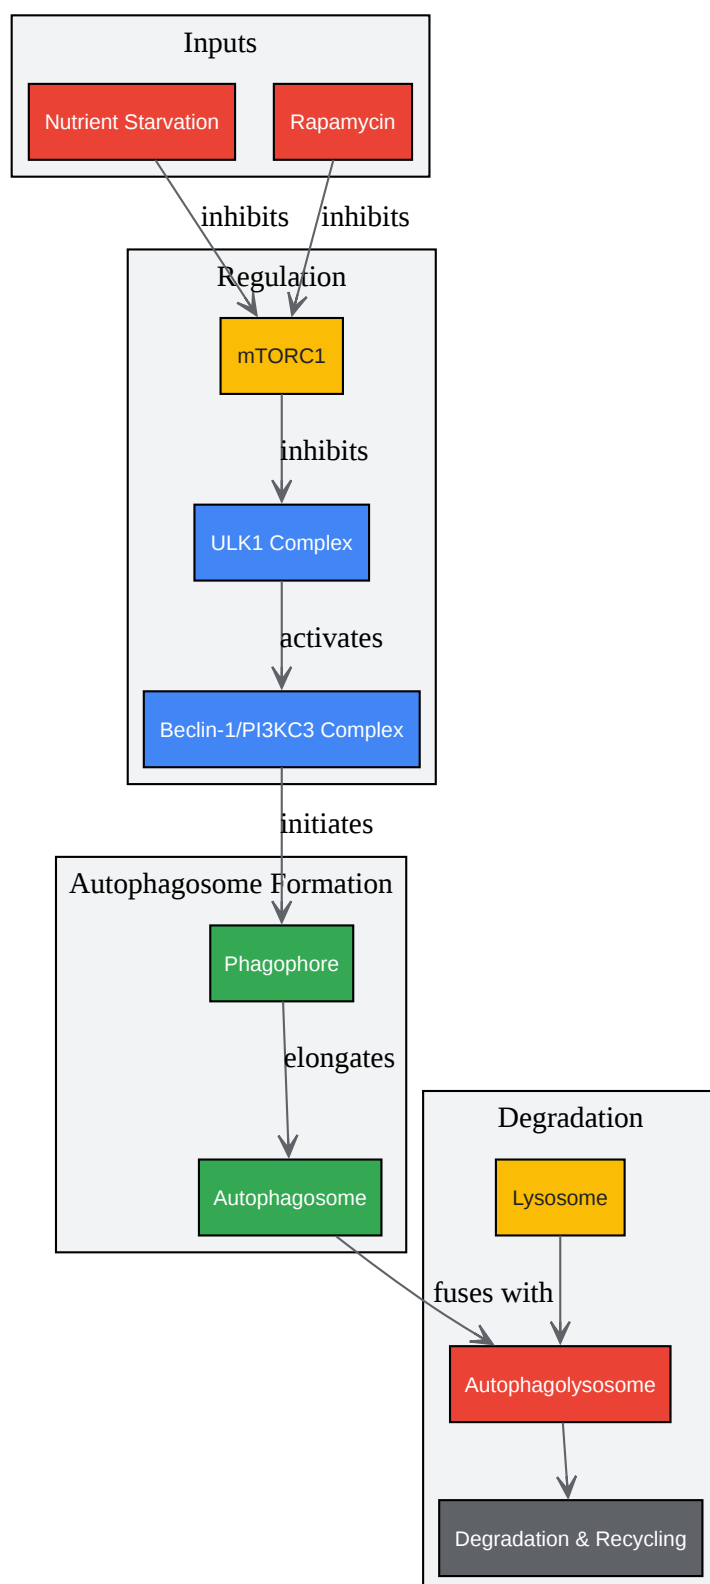 Inputs
Nutrient Starvation
Rapamycin
inhibits
inhibits
Regulation
mTORC1
inhibits
ULK1 Complex
activates
Beclin-1/PI3KC3 Complex
initiates
Autophagosome Formation
Phagophore
elongates
Autophagosome
Degradation
Lysosome
fuses with
Autophagolysosome
Degradation & Recycling